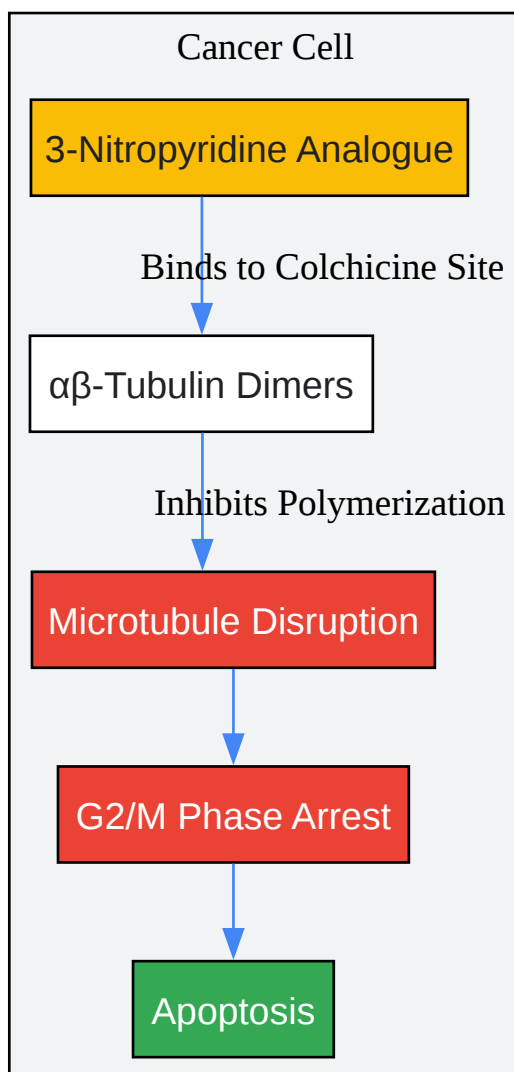 Cancer Cell
3-Nitropyridine Analogue
Binds to Colchicine Site
αβ-Tubulin Dimers
Inhibits Polymerization
Microtubule Disruption
G2/M Phase Arrest
Apoptosis